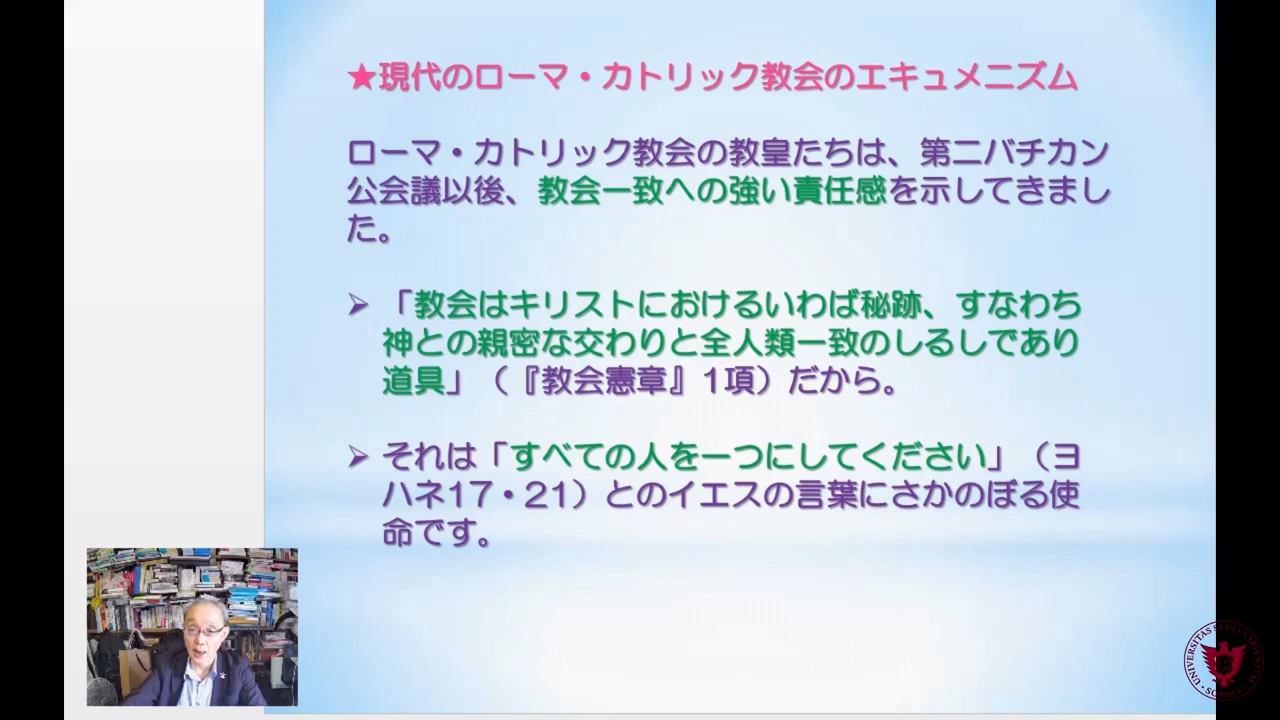 ★現代のローマ・カトリック教会のエキュメニズム
ローマ・カトリック教会の教皇たちは、第二バチカン
公会議以後、教会一致への強い責任感を示してきまし
た。
➢ 「教会はキリストにおけるいわば秘跡、すなわち
神との親密な交わりと全人類一致のしるしであり
道具」（『教会憲章』1項）だから。
➢ それは「すべての人を一つにしてください」（ヨ
ハネ17・21）とのイエスの言葉にさかのぼる使
命です。